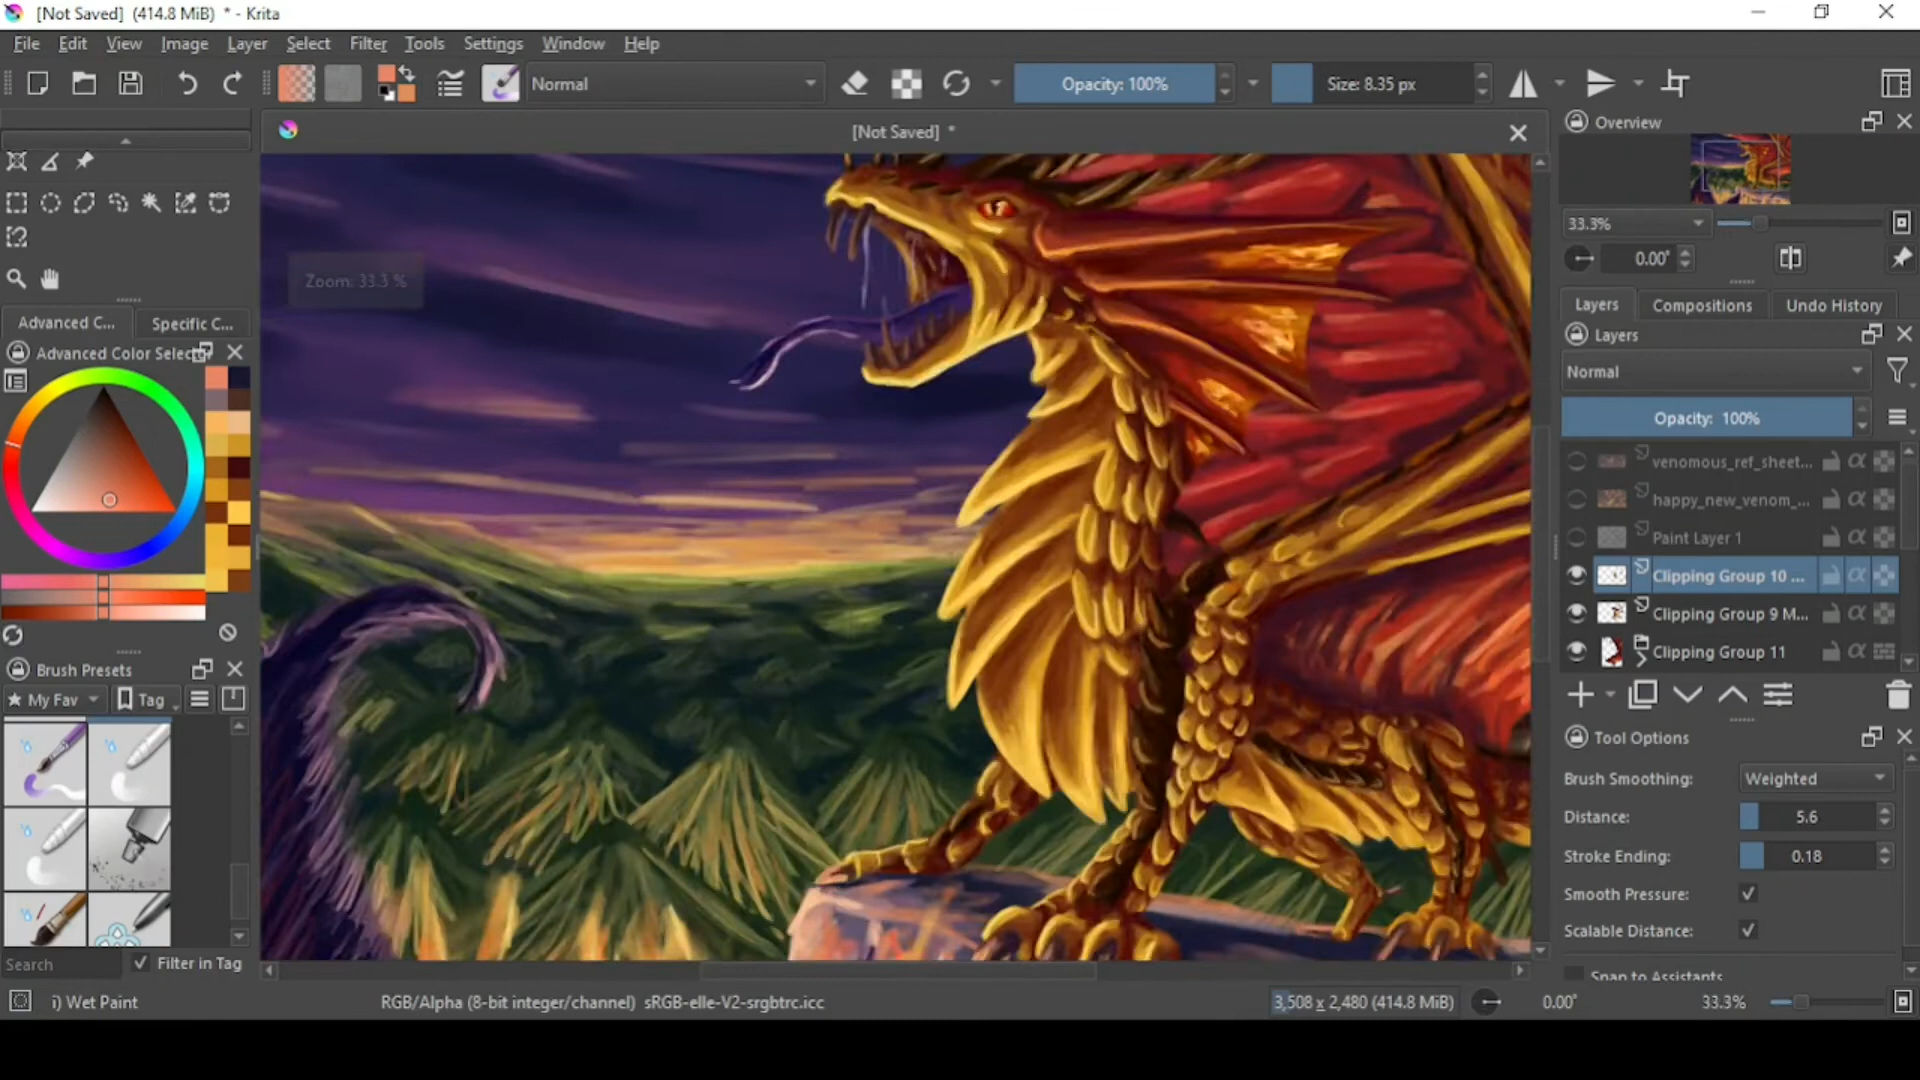 [Not Saved] (414.8 MiB) * - Krita
File Edit View Image Layer Select Filter Tools Settings Window Help
Normal
Opacity: 100%
Size: 8.35 px
[Not Saved] *
Overview
Zoom: 33.3 %
33.3%
0.00°
Advanced C... Specific C...
Advanced Color Selec
Layers Compositions Undo History
Layers
Normal
Opacity: 100%
venomous_ref_sheet...
happy_new_venom_...
Paint Layer 1
Clipping Group 10 ...
Clipping Group 9 M...
Clipping Group 11
Brush Presets
My Fav Tag
Tool Options
Brush Smoothing: Weighted
Distance: 5.6
Stroke Ending: 0.18
Smooth Pressure:
Scalable Distance:
Snap to Assistants
Search Filter in Tag
i) Wet Paint
RGB/Alpha (8-bit integer/channel) sRGB-elle-V2-srgbtrc.icc
3,508 x 2,480 (414.8 MiB)
0.00°
33.3%